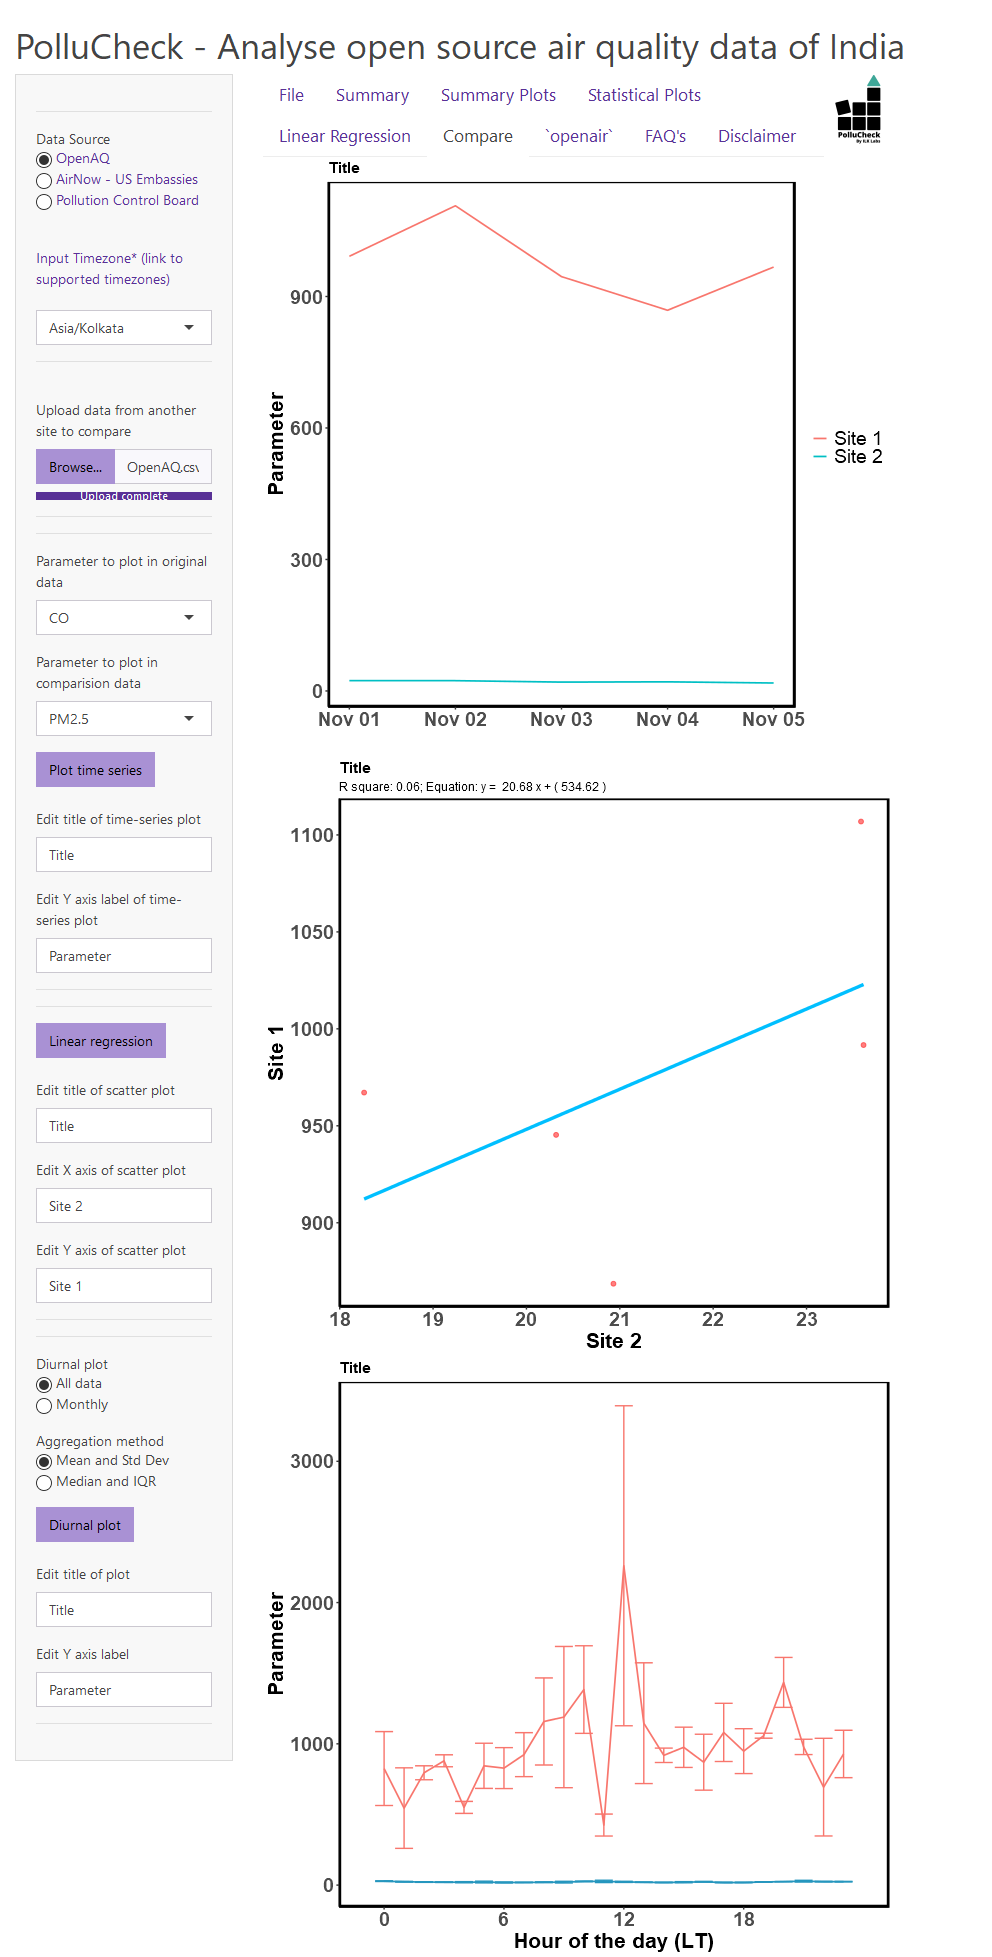 PolluCheck - Analyse open source air quality data of India
Data Source
OpenAQ
AirNow - US Embassies
Pollution Control Board
Input Timezone* (link to
supported timezones)
Asia/Kolkata
Upload data from another
site to compare
Browse... OpenAQ.csv
Upload complete
Parameter to plot in original
data
CO
Parameter to plot in
comparision data
PM2.5
Plot time series
Edit title of time-series plot
Title
Edit Y axis label of time-
series plot
Parameter
Linear regression
Edit title of scatter plot
Title
Edit X axis of scatter plot
Site 2
Edit Y axis of scatter plot
Site 1
Diurnal plot
All data
Monthly
Aggregation method
Mean and Std Dev
Median and IQR
Diurnal plot
Edit title of plot
Title
Edit Y axis label
Parameter
File Summary Summary Plots Statistical Plots
Linear Regression Compare `openair` FAQ's Disclaimer
PolluCheck
By ILK Labs
Title
Parameter
900
600
300
0
Nov 01 Nov 02 Nov 03 Nov 04 Nov 05
Site 1
Site 2
Title
R square: 0.06; Equation: y = 20.68 x + ( 534.62 )
Site 1
1100
1050
1000
950
900
18 19 20 21 22 23
Site 2
Title
Parameter
3000
2000
1000
0
0 6 12 18
Hour of the day (LT)